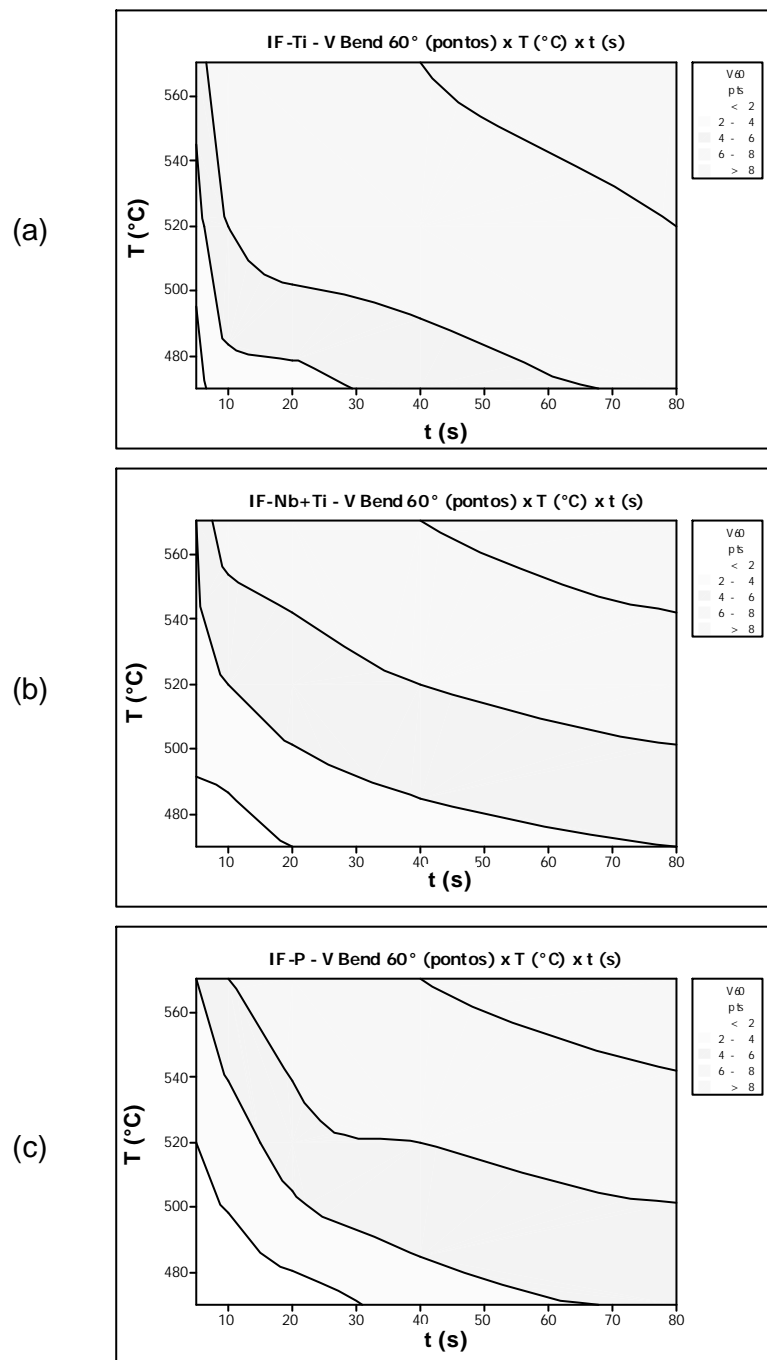 (a)
IF-Ti - V Bend 60° (pontos) x T (°C) x t (s)
T (°C)
560
540
520
500
480
10 20 30 40 50 60 70 80
t (s)
V60
pts
< 2
2 - 4
4 - 6
6 - 8
> 8
(b)
IF-Nb+Ti - V Bend 60° (pontos) x T (°C) x t (s)
T (°C)
560
540
520
500
480
10 20 30 40 50 60 70 80
t (s)
V60
pts
< 2
2 - 4
4 - 6
6 - 8
> 8
(c)
IF-P - V Bend 60° (pontos) x T (°C) x t (s)
T (°C)
560
540
520
500
480
10 20 30 40 50 60 70 80
t (s)
V60
pts
< 2
2 - 4
4 - 6
6 - 8
> 8